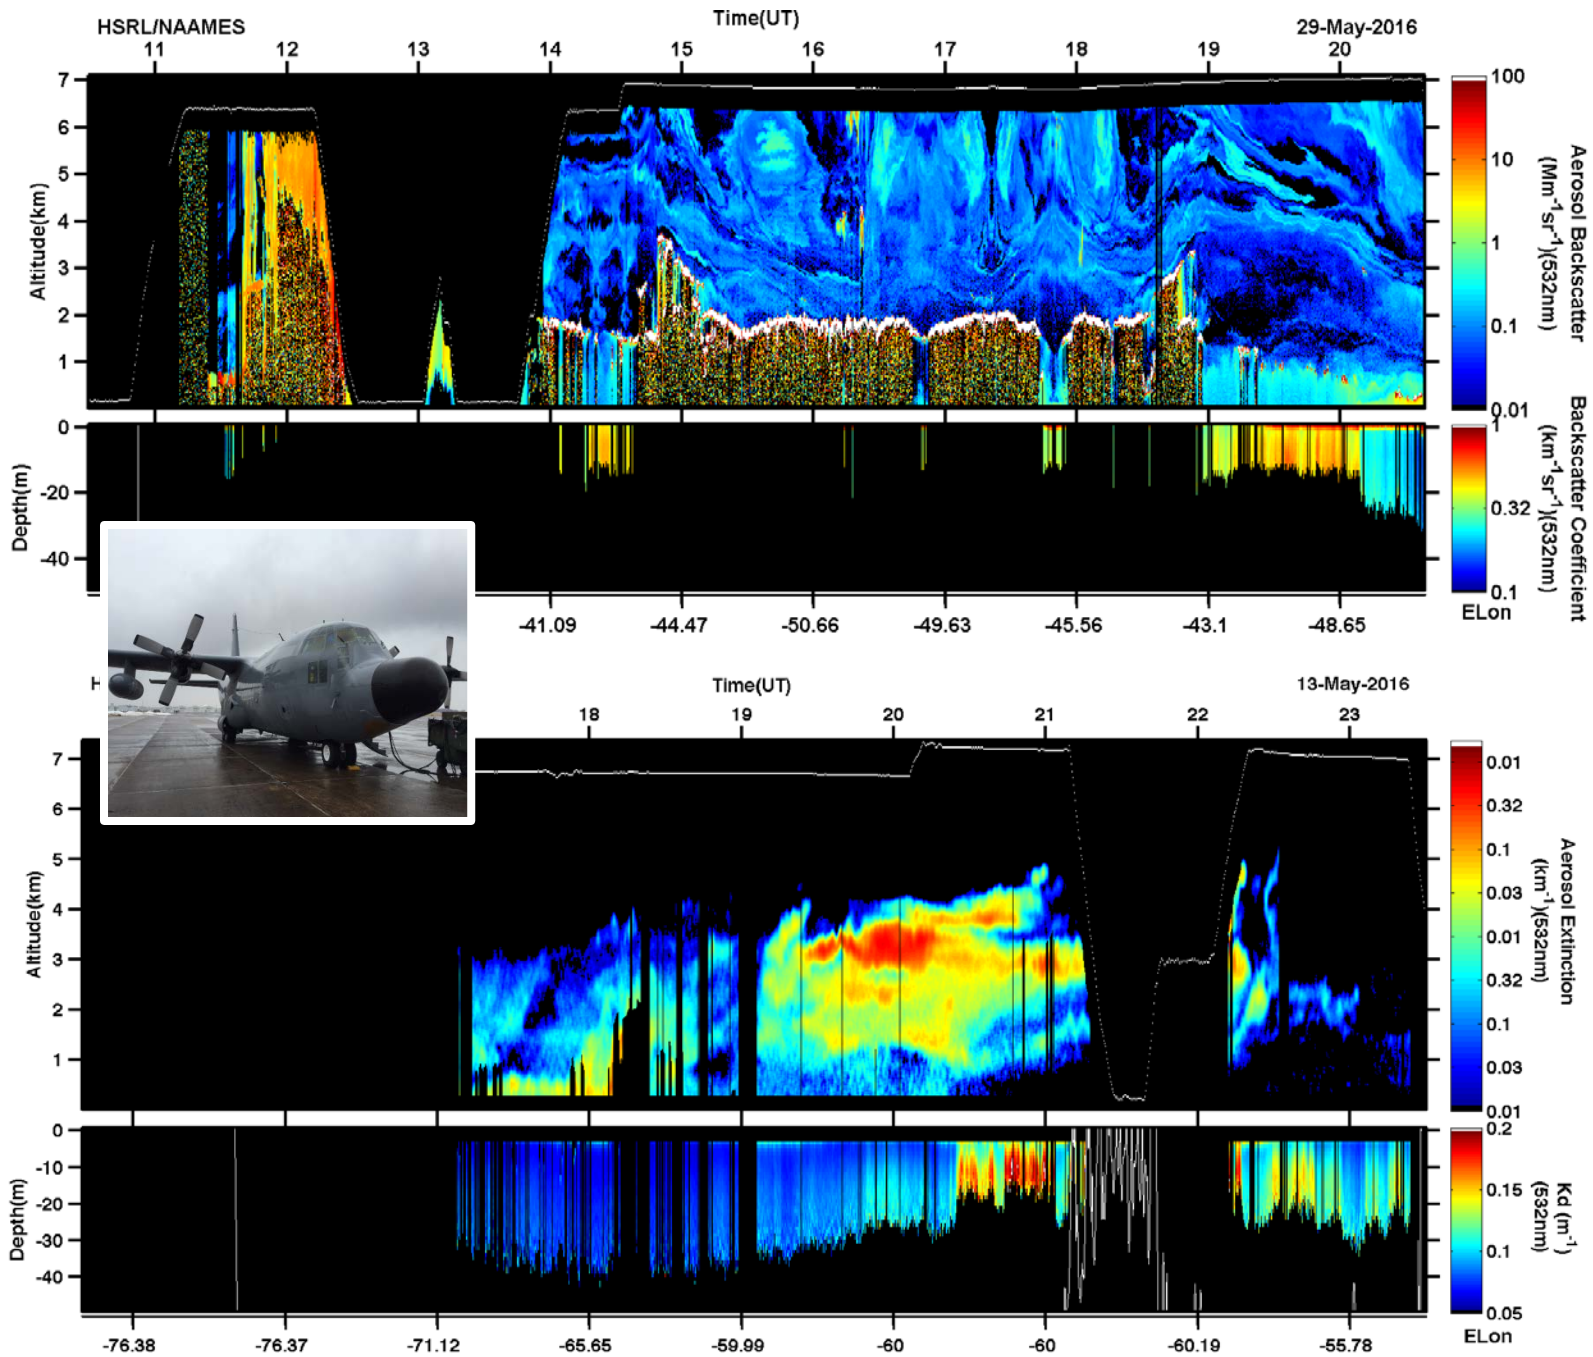 Time(UT)
HSRL/NAAMES 29-May-2016
11 12 13 14 15 16 17 18 19 20
7
6
5
4
3
2
1
Altitude(km)
100
10
1
0.1
0.01
Aerosol Backscatter
(Mm-1sr-1)(532nm)
0
-20
-40
Depth(m)
1
0.32
0.1
Backscatter Coefficient
(km-1sr-1)(532nm)
-41.09 -44.47 -50.66 -49.63 -45.56 -43.1 -48.65
ELon
H
Time(UT) 13-May-2016
18 19 20 21 22 23
7
6
5
4
3
2
1
Altitude(km)
0.01
0.32
0.1
0.03
0.01
0.32
0.1
0.03
0.01
Aerosol Extinction
(km-1)(532nm)
0
-10
-20
-30
-40
Depth(m)
0.2
0.15
0.1
0.05
Kd (m-1)
(532nm)
-76.38 -76.37 -71.12 -65.65 -59.99 -60 -60 -60.19 -55.78
ELon